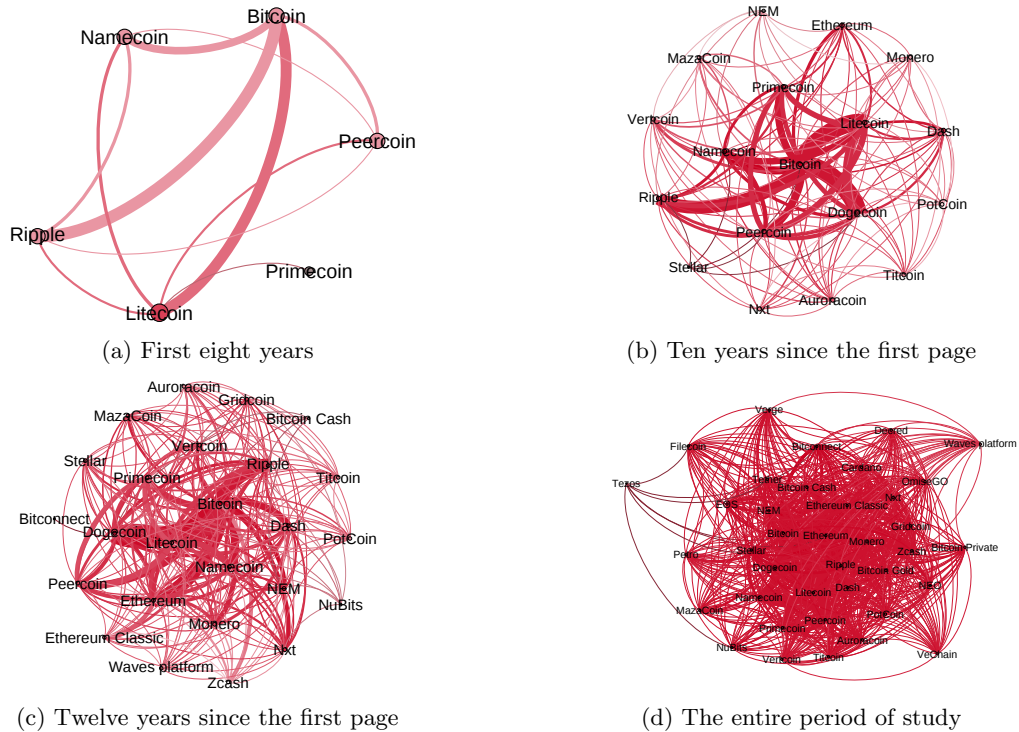 Bitcoin
Namecoin
Peercoin
Ripple
Primecoin
Litecoin
(a) First eight years
NEM
Ethereum
MazaCoin
Monero
Primecoin
Vertcoin
Litecoin
Dash
Namecoin
Bitcoin
Ripple
PotCoin
Dogecoin
Peercoin
Stellar
Titcoin
Auroracoin
Nxt
(b) Ten years since the first page
Auroracoin
Gridcoin
MazaCoin
Bitcoin Cash
Vertcoin
Stellar
Ripple
Primecoin
Titcoin
Bitcoin
Bitconnect
Dash
Dogecoin
Litecoin
PotCoin
Namecoin
Peercoin
NEM
Ethereum
NuBits
Monero
Ethereum Classic
Nxt
Waves platform
Zcash
(c) Twelve years since the first page
Verge
Decred
Filecoin
Bitconnect
Waves platform
Cardano
Tezos
Tether
OmiseGO
Bitcoin Cash
Nxt
EOS
Ethereum Classic
NEM
Gridcoin
Bitcoin
Ethereum
Monero
Stellar
Zcash
Bitcoin Private
Petro
Dogecoin
Ripple
Bitcoin Gold
NEO
Dash
Litecoin
Namecoin
MazaCoin
PotCoin
Peercoin
Primecoin
Auroracoin
NuBits
Vertcoin
Titcoin
VeChain
(d) The entire period of study